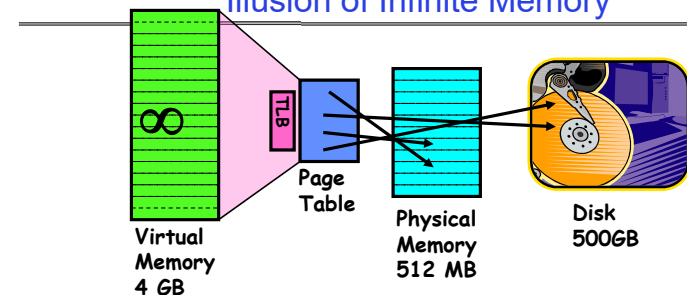 Illusion of Infinite Memory
∞
TLB
Page
Table
Virtual
Memory
4 GB
Physical
Memory
512 MB
Disk
500GB